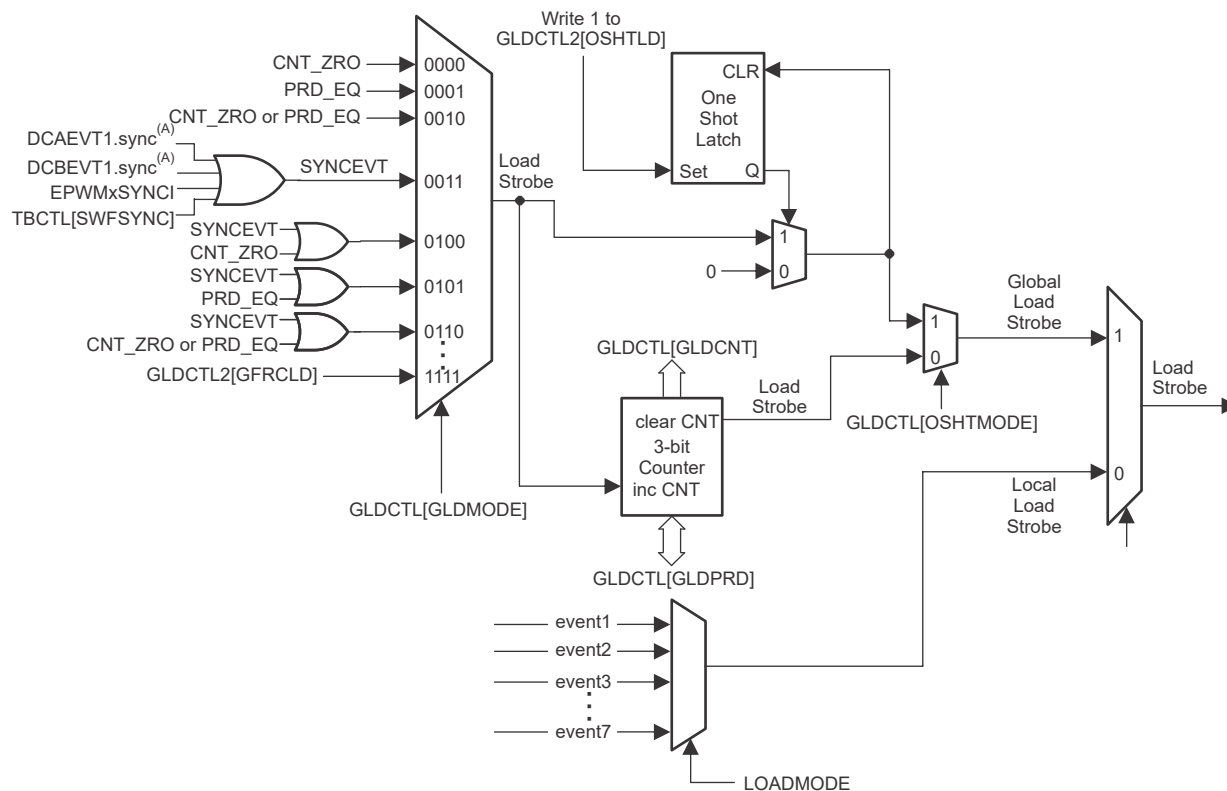 Write 1 to
GLDCTL2[OSHTLD]
CNT_ZRO
0000
PRD_EQ
0001
CNT_ZRO or PRD_EQ
0010
DCAEVT1.sync(A)
DCBEVT1.sync(A)
EPWMxSYNCI
TBCTL[SWFSYNC]
SYNCEVT
0011
SYNCEVT
CNT_ZRO
0100
SYNCEVT
PRD_EQ
0101
SYNCEVT
CNT_ZRO or PRD_EQ
0110
GLDCTL2[GFRCLD]
1111
GLDCTL[GLDMODE]
Load
Strobe
CLR
One
Shot
Latch
Set
Q
1
0
0
GLDCTL[GLDCNT]
clear CNT
3-bit
Counter
inc CNT
GLDCTL[GLDPRD]
Load
Strobe
1
0
GLDCTL[OSHTMODE]
Global
Load
Strobe
1
0
Local
Load
Strobe
Load
Strobe
event1
event2
event3
event7
LOADMODE